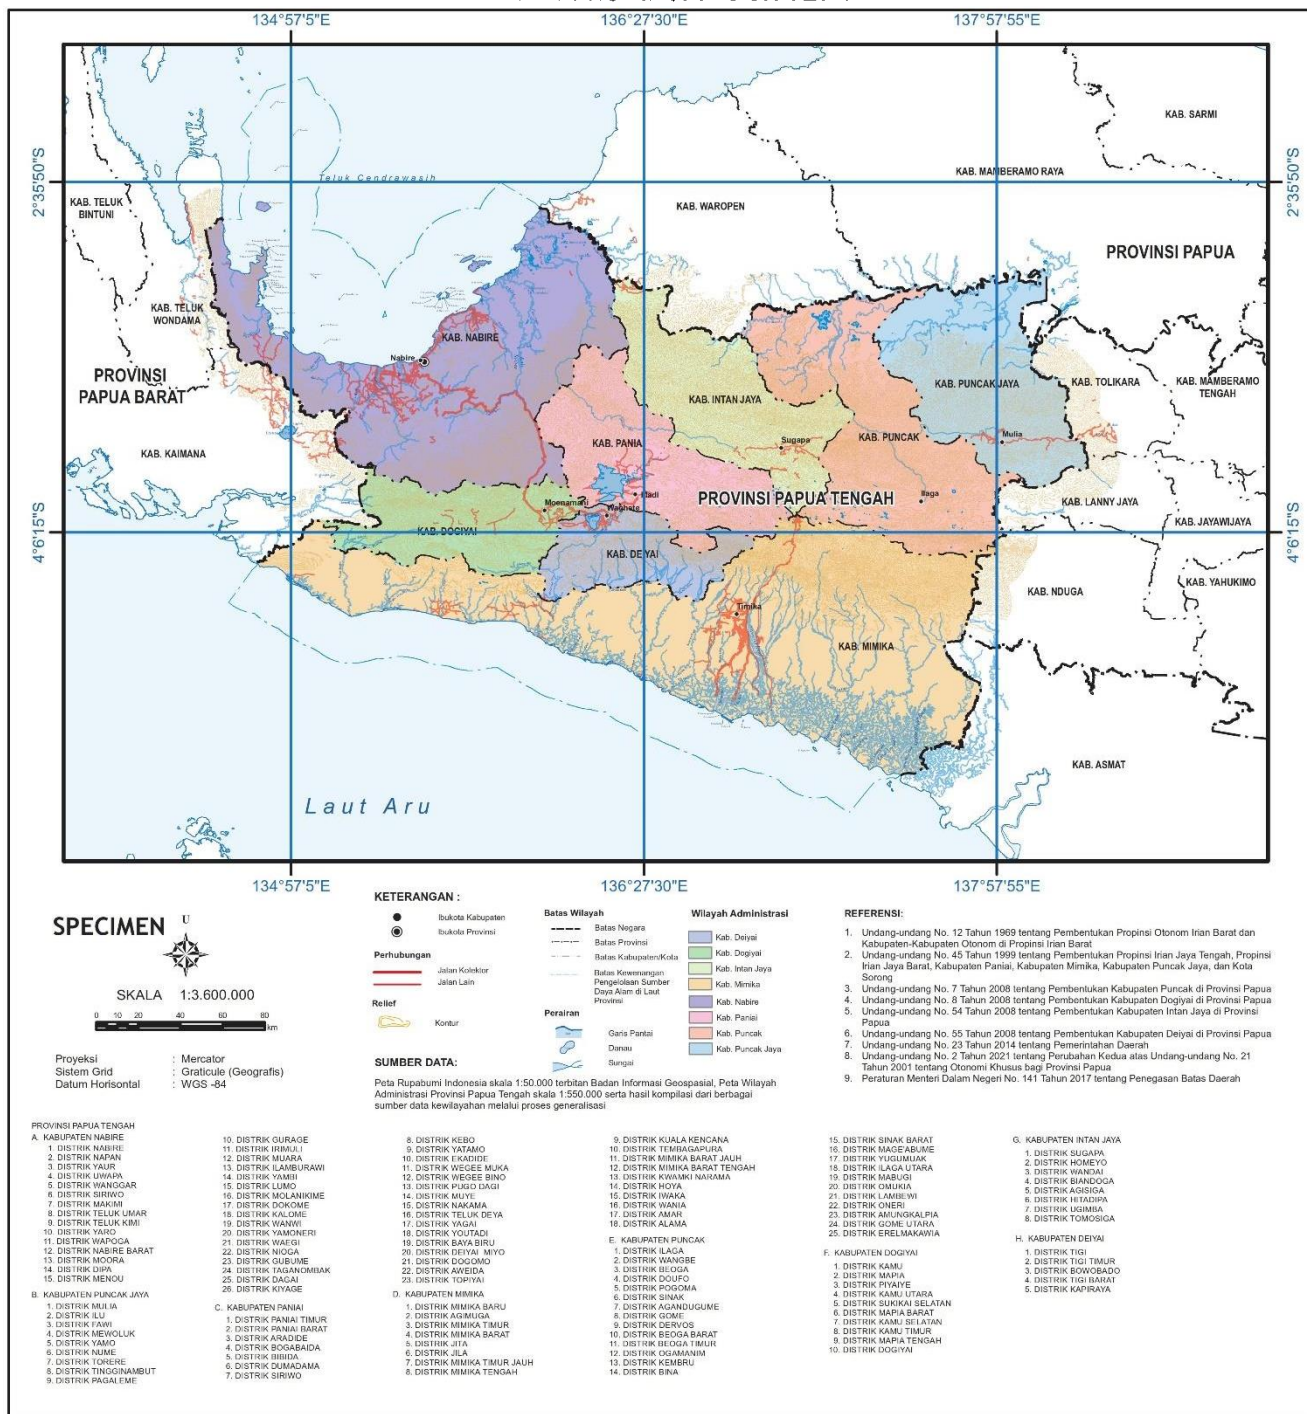 134°57'5"E
136°27'30"E
137°57'55"E
2°35'50"S
2°35'50"S
4°6'15"S
4°6'15"S
KAB. SARMI
KAB. MAMBERAMO RAYA
Teluk Cendrawasih
KAB. TELUK
BINTUNI
KAB. WAROPEN
PROVINSI PAPUA
KAB. TELUK
WONDAMA
KAB. NABIRE
Nabire
PROVINSI
PAPUA BARAT
KAB. PUNCAK JAYA
KAB. TOLIKARA
KAB. MAMBERAMO
TENGAH
KAB. INTAN JAYA
KAB. PANIA
KAB. PUNCAK
Mulia
Sugapa
KAB. KAIMANA
PROVINSI PAPUA TENGAH
Ilaga
KAB. LANNY JAYA
Moenamani
Waghete
KAB. JAYAWIJAYA
KAB. DOGIYAI
KAB. DEIYAI
KAB. YAHUKIMO
KAB. NDUGA
Timika
KAB. MIMIKA
KAB. ASMAT
Laut Aru
134°57'5"E
136°27'30"E
137°57'55"E
SPECIMEN
U
SKALA 1:3.600.000
0 10 20 40 60 80
km
Proyeksi : Mercator
Sistem Grid : Graticule (Geografis)
Datum Horisontal : WGS -84
KETERANGAN :
Ibukota Kabupaten
Ibukota Provinsi
Perhubungan
Jalan Kolektor
Jalan Lain
Relief
Kontur
Batas Wilayah
Batas Negara
Batas Provinsi
Batas Kabupaten/Kota
Batas Kewenangan
Pengelolaan Sumber
Daya Alam di Laut
Provinsi
Perairan
Garis Pantai
Danau
Sungai
Wilayah Administrasi
Kab. Deiyai
Kab. Dogiyai
Kab. Intan Jaya
Kab. Mimika
Kab. Nabire
Kab. Paniai
Kab. Puncak
Kab. Puncak Jaya
SUMBER DATA:
Peta Rupabumi Indonesia skala 1:50.000 terbitan Badan Informasi Geospasial, Peta Wilayah
Administrasi Provinsi Papua Tengah skala 1:550.000 serta hasil kompilasi dari berbagai
sumber data kewilayahan melalui proses generalisasi
REFERENSI:
1. Undang-undang No. 12 Tahun 1969 tentang Pembentukan Propinsi Otonom Irian Barat dan
Kabupaten-Kabupaten Otonom di Propinsi Irian Barat
2. Undang-undang No. 45 Tahun 1999 tentang Pembentukan Propinsi Irian Jaya Tengah, Propinsi
Irian Jaya Barat, Kabupaten Paniai, Kabupaten Mimika, Kabupaten Puncak Jaya, dan Kota
Sorong
3. Undang-undang No. 7 Tahun 2008 tentang Pembentukan Kabupaten Puncak di Provinsi Papua
4. Undang-undang No. 8 Tahun 2008 tentang Pembentukan Kabupaten Dogiyai di Provinsi Papua
5. Undang-undang No. 54 Tahun 2008 tentang Pembentukan Kabupaten Intan Jaya di Provinsi
Papua
6. Undang-undang No. 55 Tahun 2008 tentang Pembentukan Kabupaten Deiyai di Provinsi Papua
7. Undang-undang No. 23 Tahun 2014 tentang Pemerintahan Daerah
8. Undang-undang No. 2 Tahun 2021 tentang Perubahan Kedua atas Undang-undang No. 21
Tahun 2001 tentang Otonomi Khusus bagi Provinsi Papua
9. Peraturan Menteri Dalam Negeri No. 141 Tahun 2017 tentang Penegasan Batas Daerah
PROVINSI PAPUA TENGAH
A. KABUPATEN NABIRE
1. DISTRIK NABIRE
2. DISTRIK NAPAN
3. DISTRIK YAUR
4. DISTRIK UWAPA
5. DISTRIK WANGGAR
6. DISTRIK SIRIWO
7. DISTRIK MAKIMI
8. DISTRIK TELUK UMAR
9. DISTRIK TELUK KIMI
10. DISTRIK YARO
11. DISTRIK WAPOGA
12. DISTRIK NABIRE BARAT
13. DISTRIK MOORA
14. DISTRIK DIPA
15. DISTRIK MENOU
B. KABUPATEN PUNCAK JAYA
1. DISTRIK MULIA
2. DISTRIK ILU
3. DISTRIK FAWI
4. DISTRIK MEWOLUK
5. DISTRIK YAMO
6. DISTRIK NUME
7. DISTRIK TORERE
8. DISTRIK TINGGINAMBUT
9. DISTRIK PAGALEME
10. DISTRIK GURAGE
11. DISTRIK IRIMULI
12. DISTRIK MUARA
13. DISTRIK ILAMBURAWI
14. DISTRIK YAMBI
15. DISTRIK LUMO
16. DISTRIK MOLANIKIME
17. DISTRIK DOKOME
18. DISTRIK KALOME
19. DISTRIK WANWI
20. DISTRIK YAMONERI
21. DISTRIK WAEGI
22. DISTRIK NIOGA
23. DISTRIK GUBUME
24. DISTRIK TAGANOMBAK
25. DISTRIK DAGAI
26. DISTRIK KIYAGE
C. KABUPATEN PANIAI
1. DISTRIK PANIAI TIMUR
2. DISTRIK PANIAI BARAT
3. DISTRIK ARADIDE
4. DISTRIK BOGABAIDA
5. DISTRIK BIBIDA
6. DISTRIK DUMADAMA
7. DISTRIK SIRIWO
8. DISTRIK KEBO
9. DISTRIK YATAMO
10. DISTRIK EKADIDE
11. DISTRIK WEGEE MUKA
12. DISTRIK WEGEE BINO
13. DISTRIK PUGO DAGI
14. DISTRIK MUYE
15. DISTRIK NAKAMA
16. DISTRIK TELUK DEYA
17. DISTRIK YAGAI
18. DISTRIK YOUTADI
19. DISTRIK BAYA BIRU
20. DISTRIK DEIYAI MIYO
21. DISTRIK DOGOMO
22. DISTRIK AWEIDA
23. DISTRIK TOPIYAI
D. KABUPATEN MIMIKA
1. DISTRIK MIMIKA BARU
2. DISTRIK AGIMUGA
3. DISTRIK MIMIKA TIMUR
4. DISTRIK MIMIKA BARAT
5. DISTRIK JITA
6. DISTRIK JILA
7. DISTRIK MIMIKA TIMUR JAUH
8. DISTRIK MIMIKA TENGAH
9. DISTRIK KUALA KENCANA
10. DISTRIK TEMBAGAPURA
11. DISTRIK MIMIKA BARAT JAUH
12. DISTRIK MIMIKA BARAT TENGAH
13. DISTRIK KWAMKI NARAMA
14. DISTRIK HOYA
15. DISTRIK IWAKA
16. DISTRIK WANIA
17. DISTRIK AMAR
18. DISTRIK ALAMA
E. KABUPATEN PUNCAK
1. DISTRIK ILAGA
2. DISTRIK WANGBE
3. DISTRIK BEOGA
4. DISTRIK DOUFO
5. DISTRIK POGOMA
6. DISTRIK SINAK
7. DISTRIK AGANDUGUME
8. DISTRIK GOME
9. DISTRIK DERVOS
10. DISTRIK BEOGA BARAT
11. DISTRIK BEOGA TIMUR
12. DISTRIK OGAMANIM
13. DISTRIK KEMBRU
14. DISTRIK BINA
15. DISTRIK SINAK BARAT
16. DISTRIK MAGE'ABUME
17. DISTRIK YUGUMUAK
18. DISTRIK ILAGA UTARA
19. DISTRIK MABUGI
20. DISTRIK OMUKIA
21. DISTRIK LAMBEWI
22. DISTRIK ONERI
23. DISTRIK AMUNGKALPIA
24. DISTRIK GOME UTARA
25. DISTRIK ERELMAKAWIA
F. KABUPATEN DOGIYAI
1. DISTRIK KAMU
2. DISTRIK MAPIA
3. DISTRIK PIYAIYE
4. DISTRIK KAMU UTARA
5. DISTRIK SUKIKAI SELATAN
6. DISTRIK MAPIA BARAT
7. DISTRIK KAMU SELATAN
8. DISTRIK KAMU TIMUR
9. DISTRIK MAPIA TENGAH
10. DISTRIK DOGIYAI
G. KABUPATEN INTAN JAYA
1. DISTRIK SUGAPA
2. DISTRIK HOMEYO
3. DISTRIK WANDAI
4. DISTRIK BIANDOGA
5. DISTRIK AGISIGA
6. DISTRIK HITADIPA
7. DISTRIK UGIMBA
8. DISTRIK TOMOSIGA
H. KABUPATEN DEIYAI
1. DISTRIK TIGI
2. DISTRIK TIGI TIMUR
3. DISTRIK BOWOBADO
4. DISTRIK TIGI BARAT
5. DISTRIK KAPIRAYA